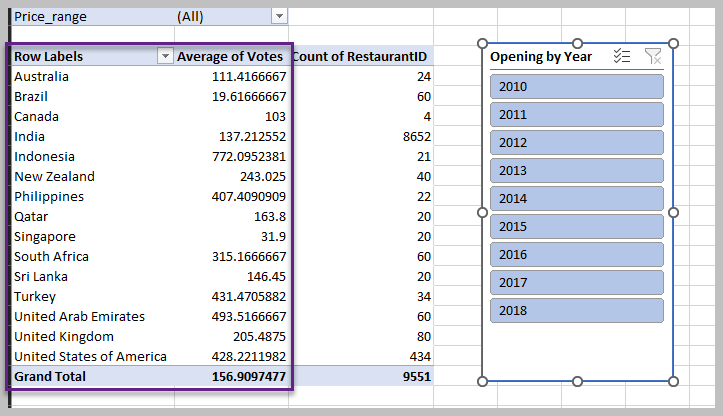 Price_range (All)
Row Labels Average of Votes Count of RestaurantID
Australia 111.4166667 24
Brazil 19.61666667 60
Canada 103 4
India 137.212552 8652
Indonesia 772.0952381 21
New Zealand 243.025 40
Philippines 407.4090909 22
Qatar 163.8 20
Singapore 31.9 20
South Africa 315.1666667 60
Sri Lanka 146.45 20
Turkey 431.4705882 34
United Arab Emirates 493.5166667 60
United Kingdom 205.4875 80
United States of America 428.2211982 434
Grand Total 156.9097477 9551
Opening by Year
2010
2011
2012
2013
2014
2015
2016
2017
2018